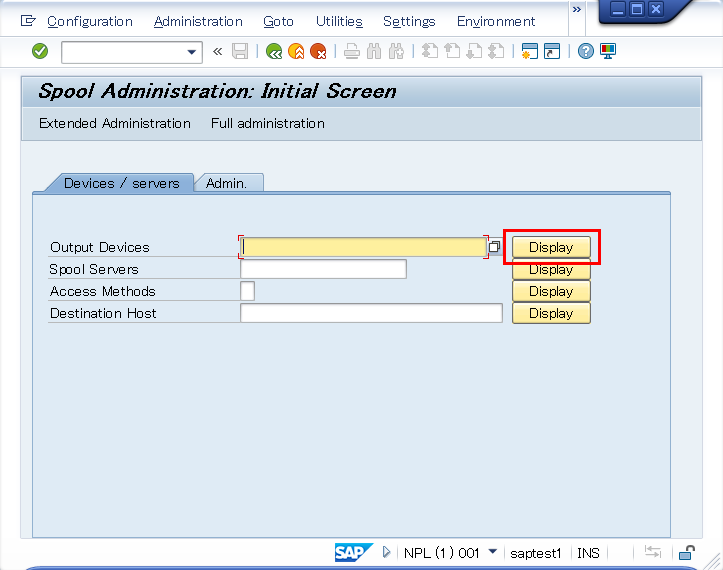 Configuration Administration Goto Utilities Settings Environment »
«
Spool Administration: Initial Screen
Extended Administration Full administration
Devices / servers Admin.
Output Devices Display
Spool Servers Display
Access Methods Display
Destination Host Display
SAP NPL (1) 001 saptest1 INS